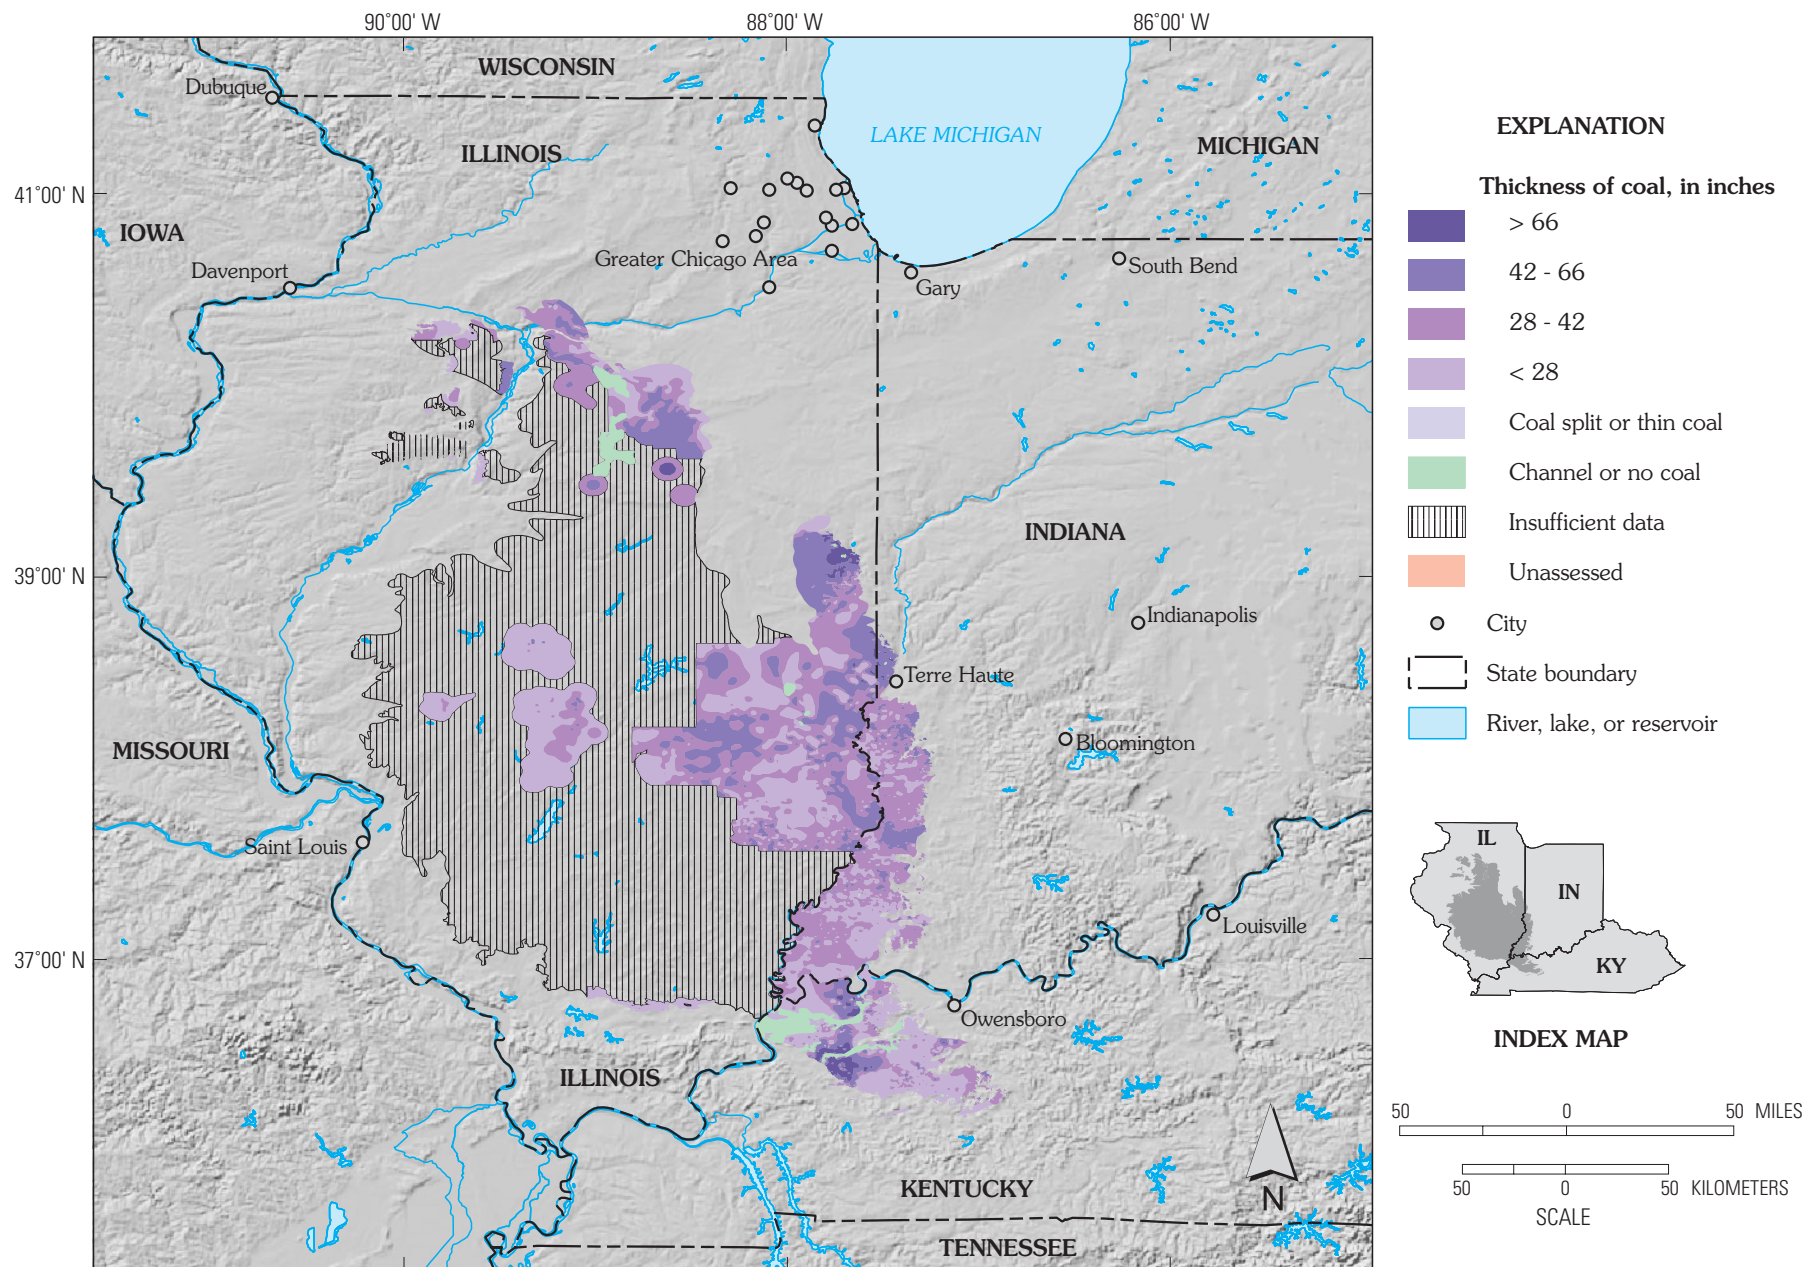 90°00' W
88°00' W
86°00' W
WISCONSIN
Dubuque
LAKE MICHIGAN
ILLINOIS
MICHIGAN
41°00' N
IOWA
Greater Chicago Area
Davenport
Gary
South Bend
INDIANA
39°00' N
Indianapolis
Terre Haute
MISSOURI
Bloomington
Saint Louis
Louisville
37°00' N
Owensboro
ILLINOIS
KENTUCKY
N
TENNESSEE
EXPLANATION
Thickness of coal, in inches
> 66
42 - 66
28 - 42
< 28
Coal split or thin coal
Channel or no coal
Insufficient data
Unassessed
City
State boundary
River, lake, or reservoir
IL
IN
KY
INDEX MAP
50 0 50 MILES
50 0 50 KILOMETERS
SCALE